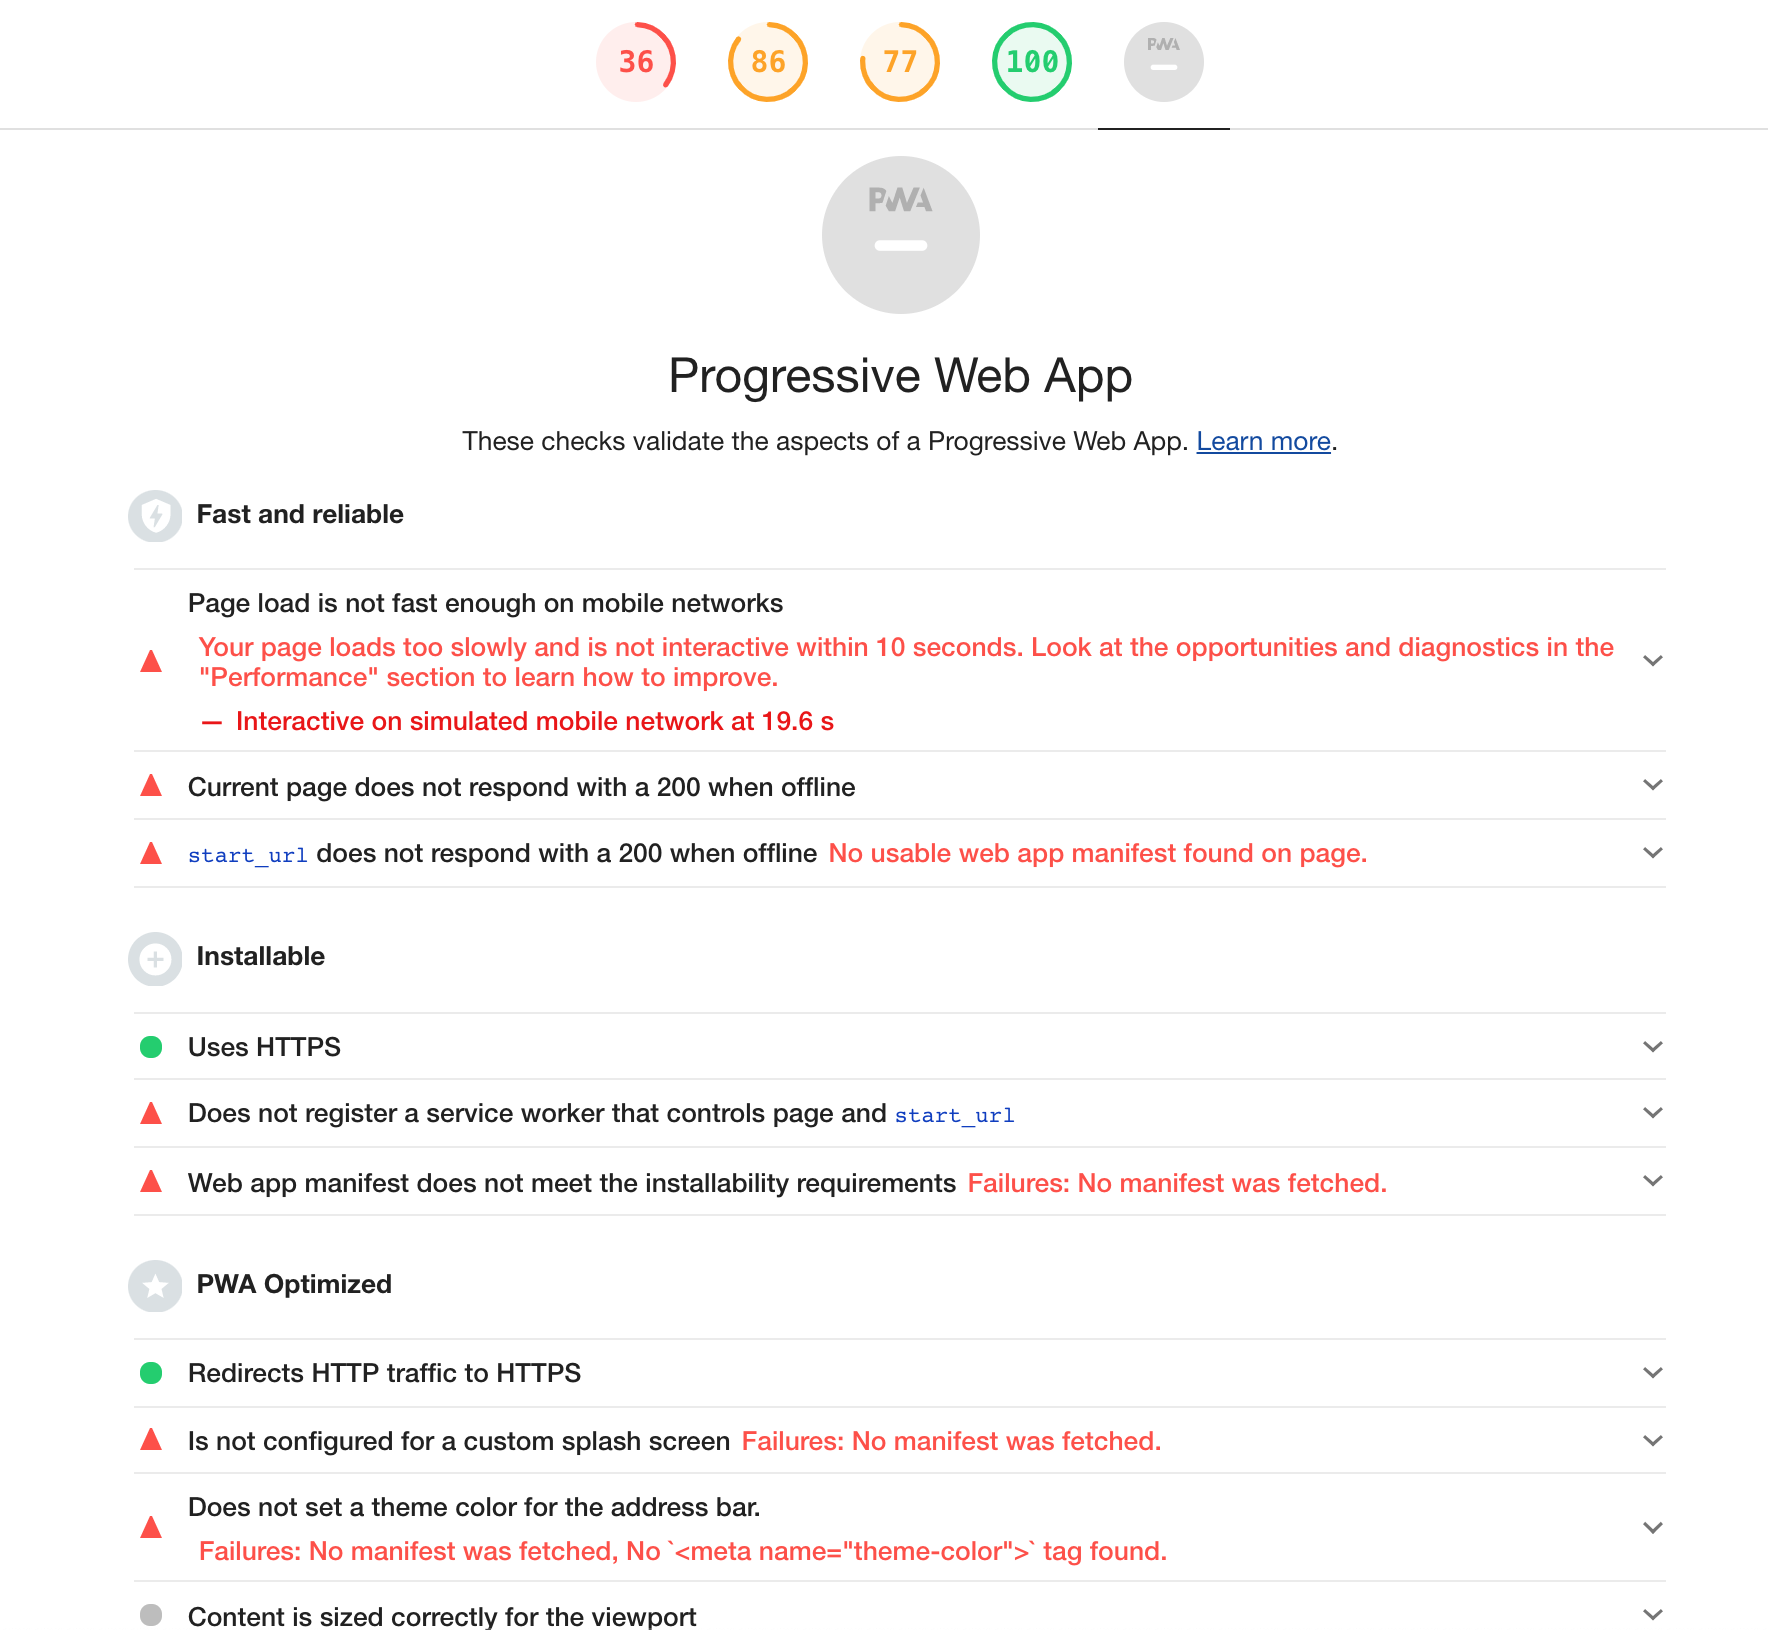 36 86 77 100 PWA
PWA
Progressive Web App
These checks validate the aspects of a Progressive Web App. Learn more.
Fast and reliable
Page load is not fast enough on mobile networks
Your page loads too slowly and is not interactive within 10 seconds. Look at the opportunities and diagnostics in the
"Performance" section to learn how to improve.
— Interactive on simulated mobile network at 19.6 s
Current page does not respond with a 200 when offline
start_url does not respond with a 200 when offline No usable web app manifest found on page.
Installable
Uses HTTPS
Does not register a service worker that controls page and start_url
Web app manifest does not meet the installability requirements Failures: No manifest was fetched.
PWA Optimized
Redirects HTTP traffic to HTTPS
Is not configured for a custom splash screen Failures: No manifest was fetched.
Does not set a theme color for the address bar.
Failures: No manifest was fetched, No `<meta name="theme-color">` tag found.
Content is sized correctly for the viewport